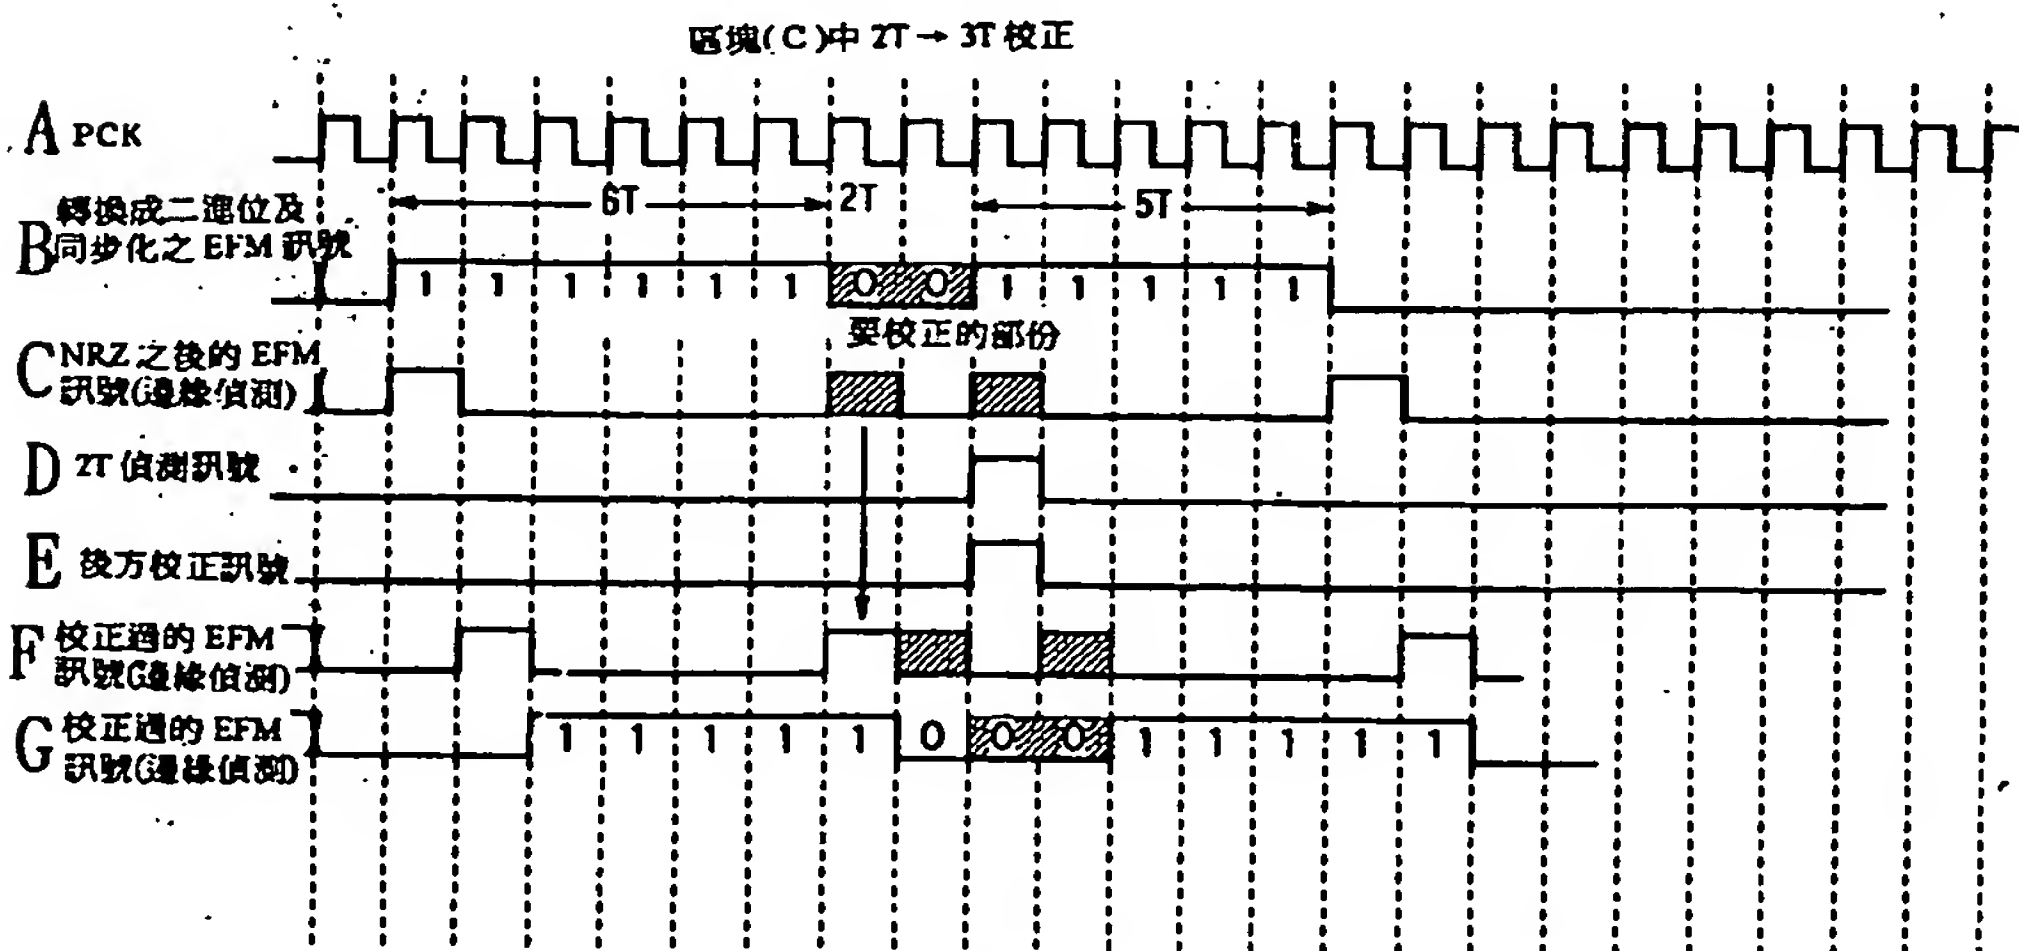 區塊(C)中 2T→ 3T 校正
A PCK
6T 2T 5T
B 轉換成二進位及
同步化之 EFM 訊號
1 1 1 1 1 1 0 0 1 1 1 1 1
要校正的部份
C NRZ 之後的 EFM
訊號(邊緣偵測)
D 2T 偵測訊號
E 後方校正訊號
F 校正過的 EFM
訊號(邊緣偵測)
G 校正過的 EFM
訊號(邊緣偵測)
1 1 1 1 1 0 0 0 1 1 1 1 1